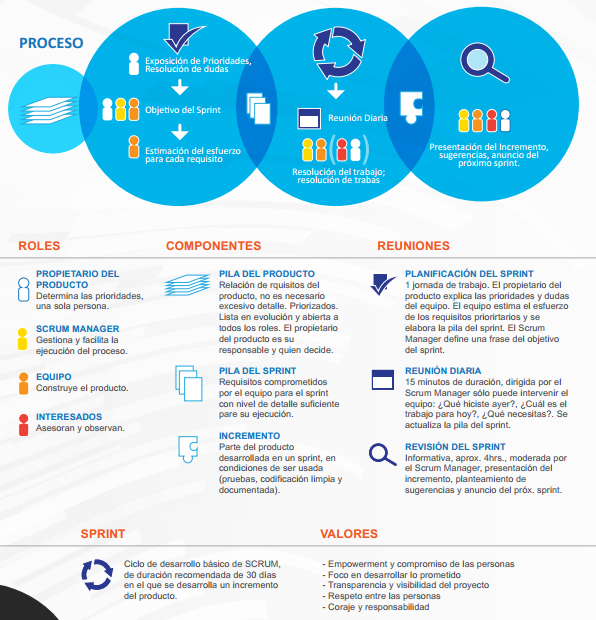 PROCESO
Exposición de Prioridades,
Resolución de dudas
Objetivo del Sprint
Estimación del esfuerzo
para cada requisito
Reunión Diaria
Resolución del trabajo;
resolución de trabas
Presentación del Incremento,
sugerencias, anuncio del
próximo sprint.
ROLES
PROPIETARIO DEL
PRODUCTO
Determina las prioridades,
una sola persona.
SCRUM MANAGER
Gestiona y facilita la
ejecución del proceso.
EQUIPO
Construye el producto.
INTERESADOS
Asesoran y observan.
COMPONENTES
PILA DEL PRODUCTO
Relación de rquisitos del
producto, no es necesario
excesivo detalle. Priorizados.
Lista en evolución y abierta a
todos los roles. El propietario
del producto es su
responsable y quien decide.
PILA DEL SPRINT
Requisitos comprometidos
por el equipo para el sprint
con nivel de detalle suficiente
pare su ejecución.
INCREMENTO
Parte del producto
desarrollada en un sprint, en
condiciones de ser usada
(pruebas, codificación limpia y
documentada).
REUNIONES
PLANIFICACIÓN DEL SPRINT
1 jornada de trabajo. El propietario del
producto explica las prioridades y dudas
del equipo. El equipo estima el esfuerzo
de los requisitos priorirtarios y se
elabora la pila del sprint. El Scrum
Manager define una frase del objetivo
del sprint.
REUNIÓN DIARIA
15 minutos de duración, dirigida por el
Scrum Manager sólo puede intervenir el
equipo: ¿Qué hiciste ayer?, ¿Cuál es el
trabajo para hoy?, ¿Qué necesitas?. Se
actualiza la pila del sprint.
REVISIÓN DEL SPRINT
Informativa, aprox. 4hrs., moderada por
el Scrum Manager, presentación del
incremento, planteamiento de
sugerencias y anuncio del próx. sprint.
SPRINT
Ciclo de desarrollo básico de SCRUM,
de duración recomendada de 30 días
en el que se desarrulla un incremento
del producto.
VALORES
- Empowerment y compromiso de las personas
- Foco en desarrollar lo prometido
- Transparencia y visibilidad del proyecto
- Respeto entre las personas
- Coraje y responsabilidad